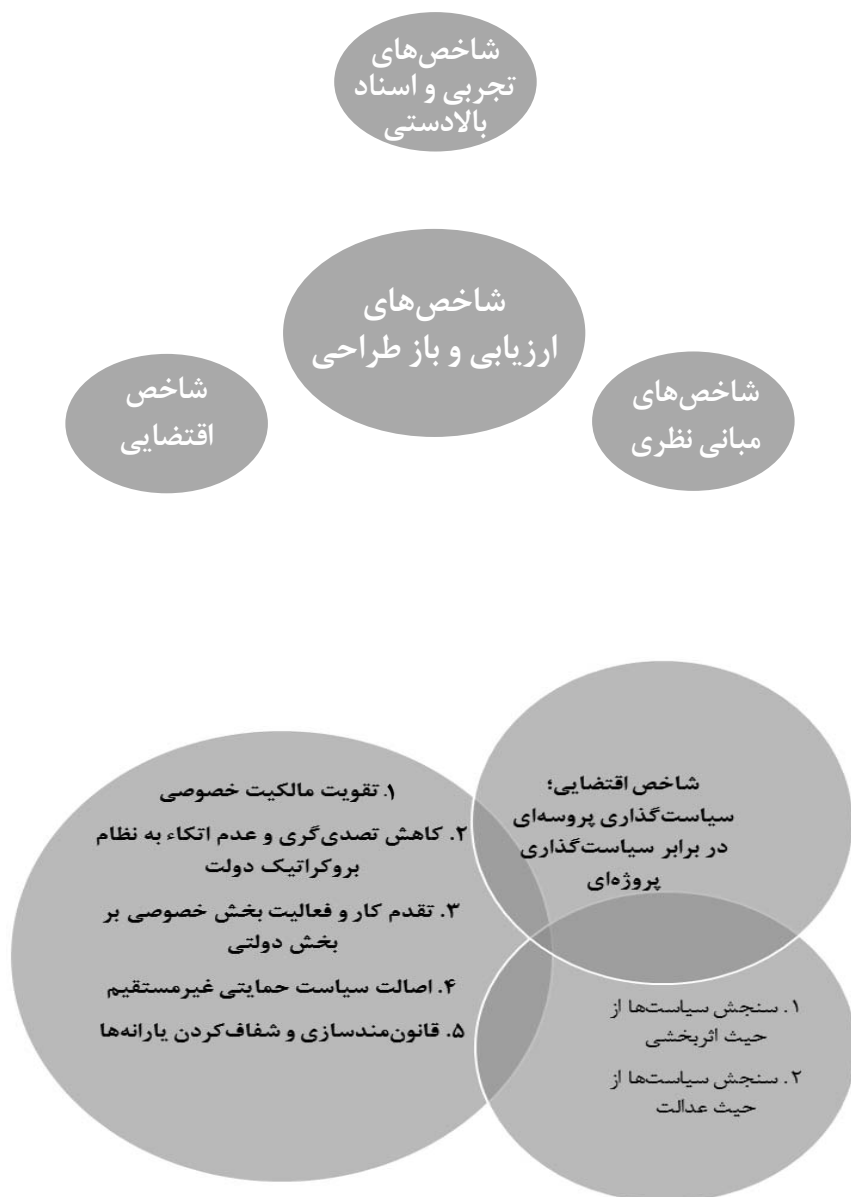 شاخص‌های
تجربی و اسناد
بالادستی
شاخص‌های
ارزیابی و باز طراحی
شاخص‌های
مبانی نظری
شاخص
اقتضایی
شاخص اقتضایی؛
سیاست‌گذاری پروسه‌ای
در برابر سیاست‌گذاری
پروژه‌ای
۱. تقویت مالکیت خصوصی
۲. کاهش تصدی‌گری و عدم اتکاء به نظام
بروکراتیک دولت
۳. تقدم کار و فعالیت بخش خصوصی بر
بخش دولتی
۴. اصالت سیاست حمایتی غیرمستقیم
۵. قانون‌مندسازی و شفاف‌کردن یارانه‌ها
۱. سنجش سیاست‌ها از
حیث اثربخشی
۲. سنجش سیاست‌ها از
حیث عدالت